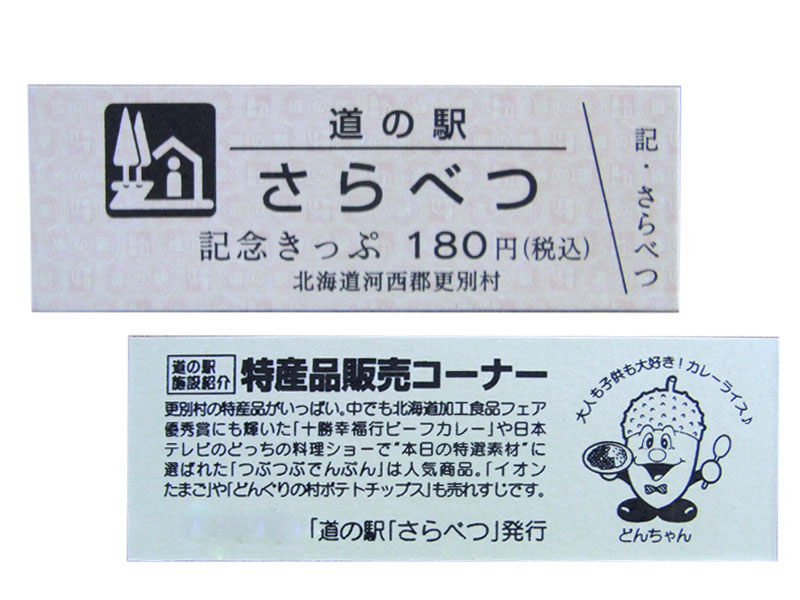 道の駅
さらべつ
記念きっぷ 180円(税込)
北海道河西郡更別村
記・さらべつ
道の駅
施設紹介
特産品販売コーナー
更別村の特産品がいっぱい。中でも北海道加工食品フェア
優秀賞にも輝いた「十勝幸福行ビーフカレー」や日本
テレビのどっちの料理ショーで"本日の特選素材"に
選ばれた「つぶつぶでんぷん」は人気商品。「イオン
たまご」や「どんぐりの村ポテトチップス」も売れすじです。
「道の駅「さらべつ」発行
大人も子供も大好き!カレーライス♪
どんちゃん